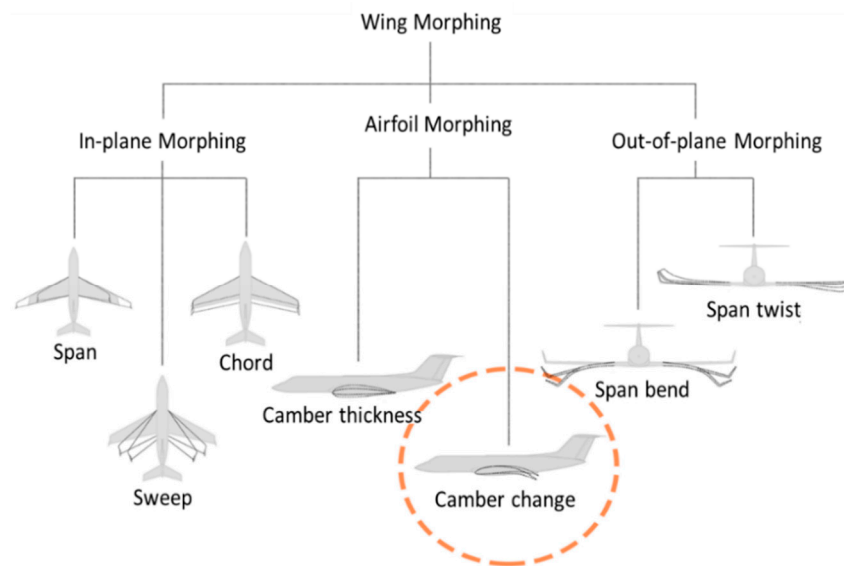 Wing Morphing
In-plane Morphing
Airfoil Morphing
Out-of-plane Morphing
Span
Chord
Sweep
Camber thickness
Camber change
Span bend
Span twist